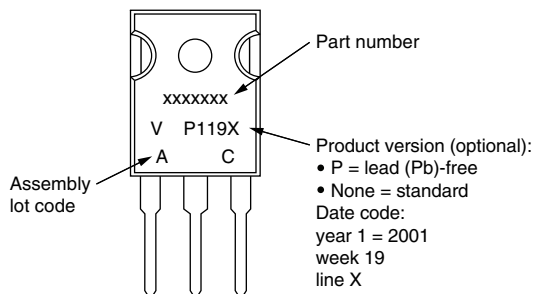 Part number
xxxxxxx
V P119X
A C
Assembly
lot code
Product version (optional):
• P = lead (Pb)-free
• None = standard
Date code:
year 1 = 2001
week 19
line X